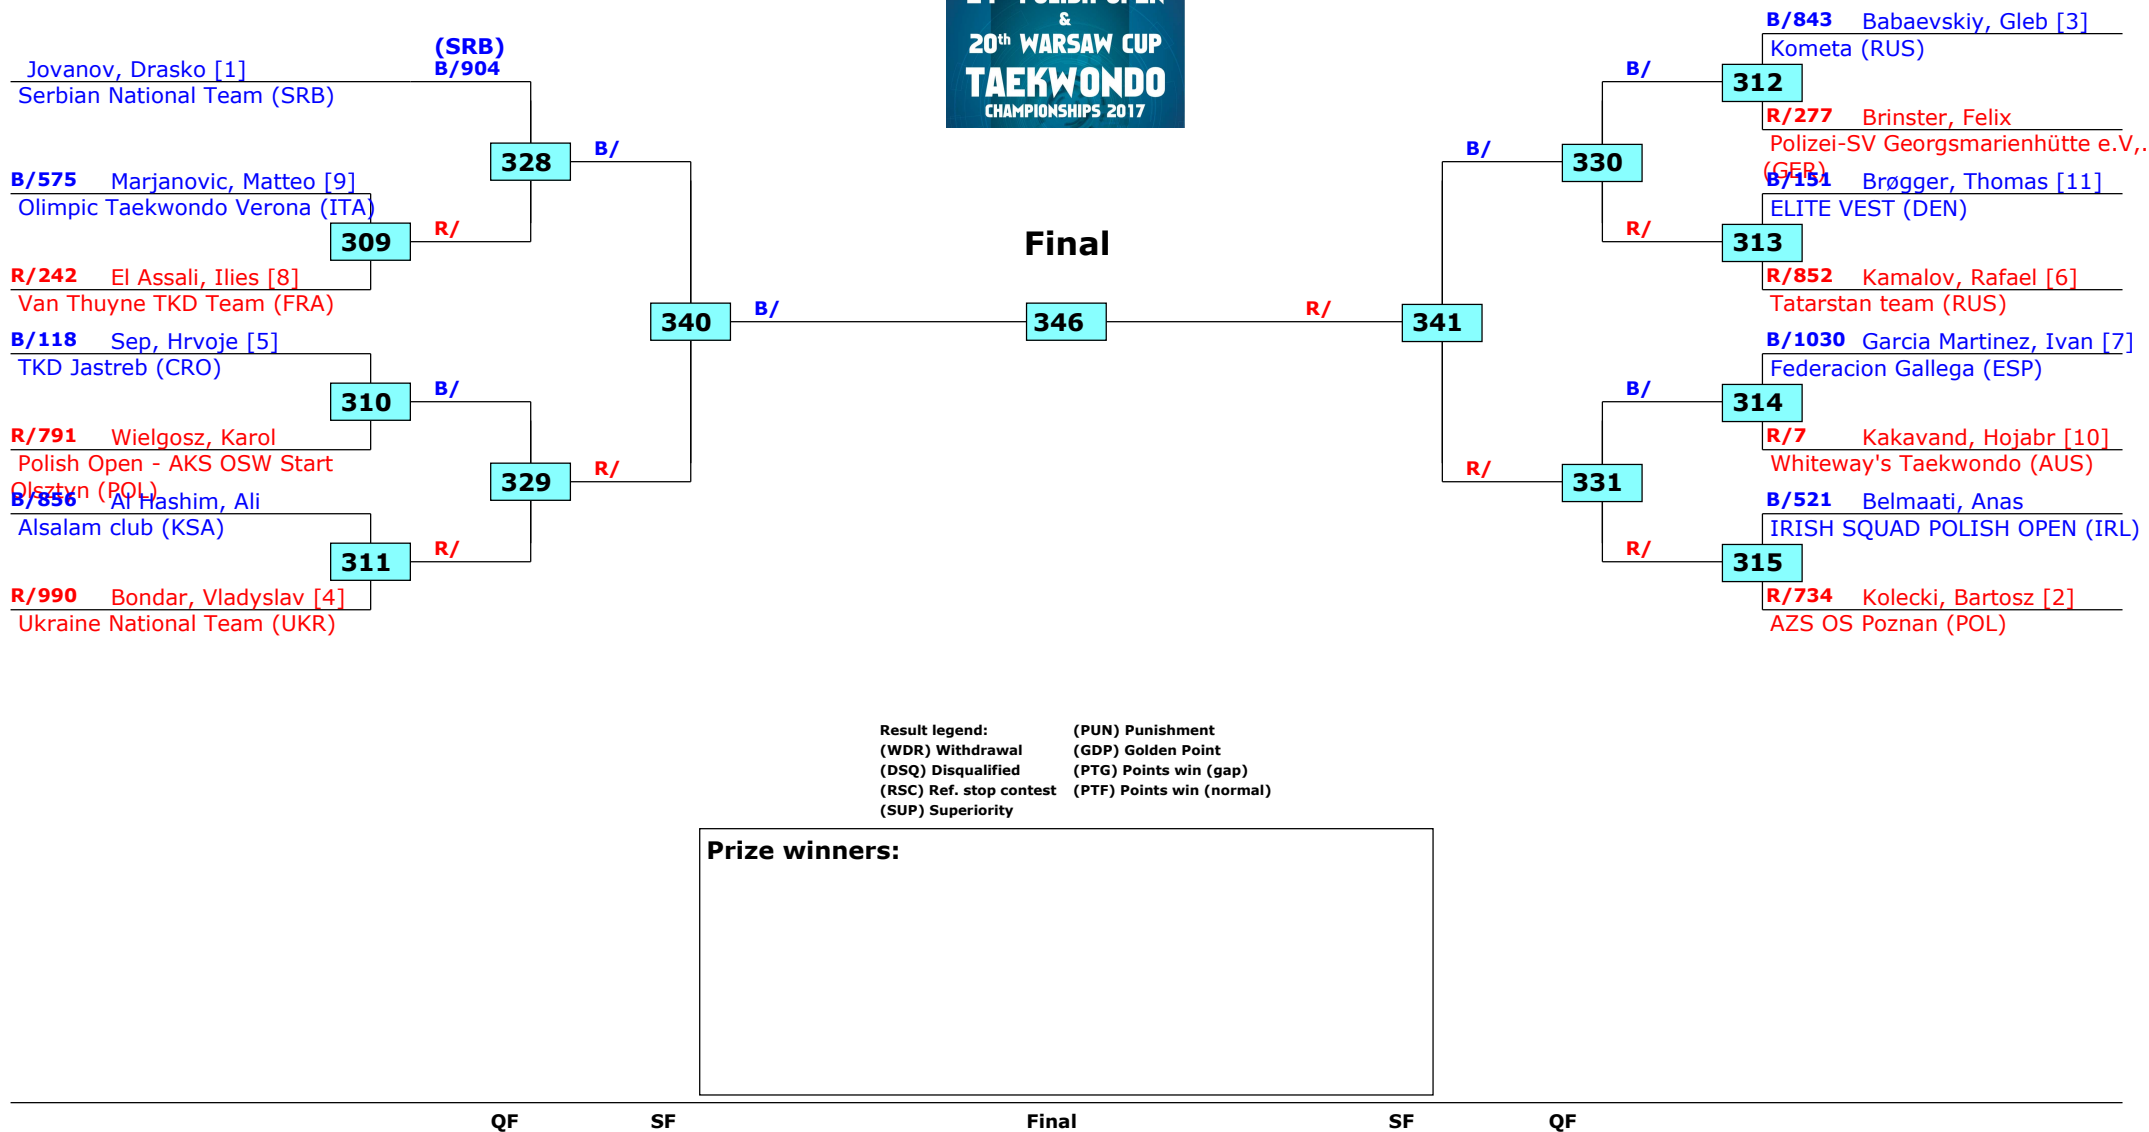 &
20th WARSAW CUP
TAEKWONDO
CHAMPIONSHIPS 2017
(SRB)
Jovanov, Drasko [1] B/904
Serbian National Team (SRB)
328
B/
B/575 Marjanovic, Matteo [9]
Olimpic Taekwondo Verona (ITA)
309
R/
R/242 El Assali, Ilies [8]
Van Thuyne TKD Team (FRA)
340
B/
B/118 Sep, Hrvoje [5]
TKD Jastreb (CRO)
310
B/
R/791 Wielgosz, Karol
Polish Open - AKS OSW Start
Olsztyn (POL)
329
R/
B/856 Al Hashim, Ali
Alsalam club (KSA)
311
R/
R/990 Bondar, Vladyslav [4]
Ukraine National Team (UKR)
Final
346
B/843 Babaevskiy, Gleb [3]
Kometa (RUS)
B/
312
R/277 Brinster, Felix
Polizei-SV Georgsmarienhütte e.V,.
(GER)
B/
330
B/151 Brøgger, Thomas [11]
ELITE VEST (DEN)
R/
313
R/852 Kamalov, Rafael [6]
Tatarstan team (RUS)
R/
341
B/1030 Garcia Martinez, Ivan [7]
Federacion Gallega (ESP)
B/
314
R/7 Kakavand, Hojabr [10]
Whiteway's Taekwondo (AUS)
R/
331
B/521 Belmaati, Anas
IRISH SQUAD POLISH OPEN (IRL)
R/
315
R/734 Kolecki, Bartosz [2]
AZS OS Poznan (POL)
Result legend: (PUN) Punishment
(WDR) Withdrawal (GDP) Golden Point
(DSQ) Disqualified (PTG) Points win (gap)
(RSC) Ref. stop contest (PTF) Points win (normal)
(SUP) Superiority
Prize winners:
QF SF Final SF QF